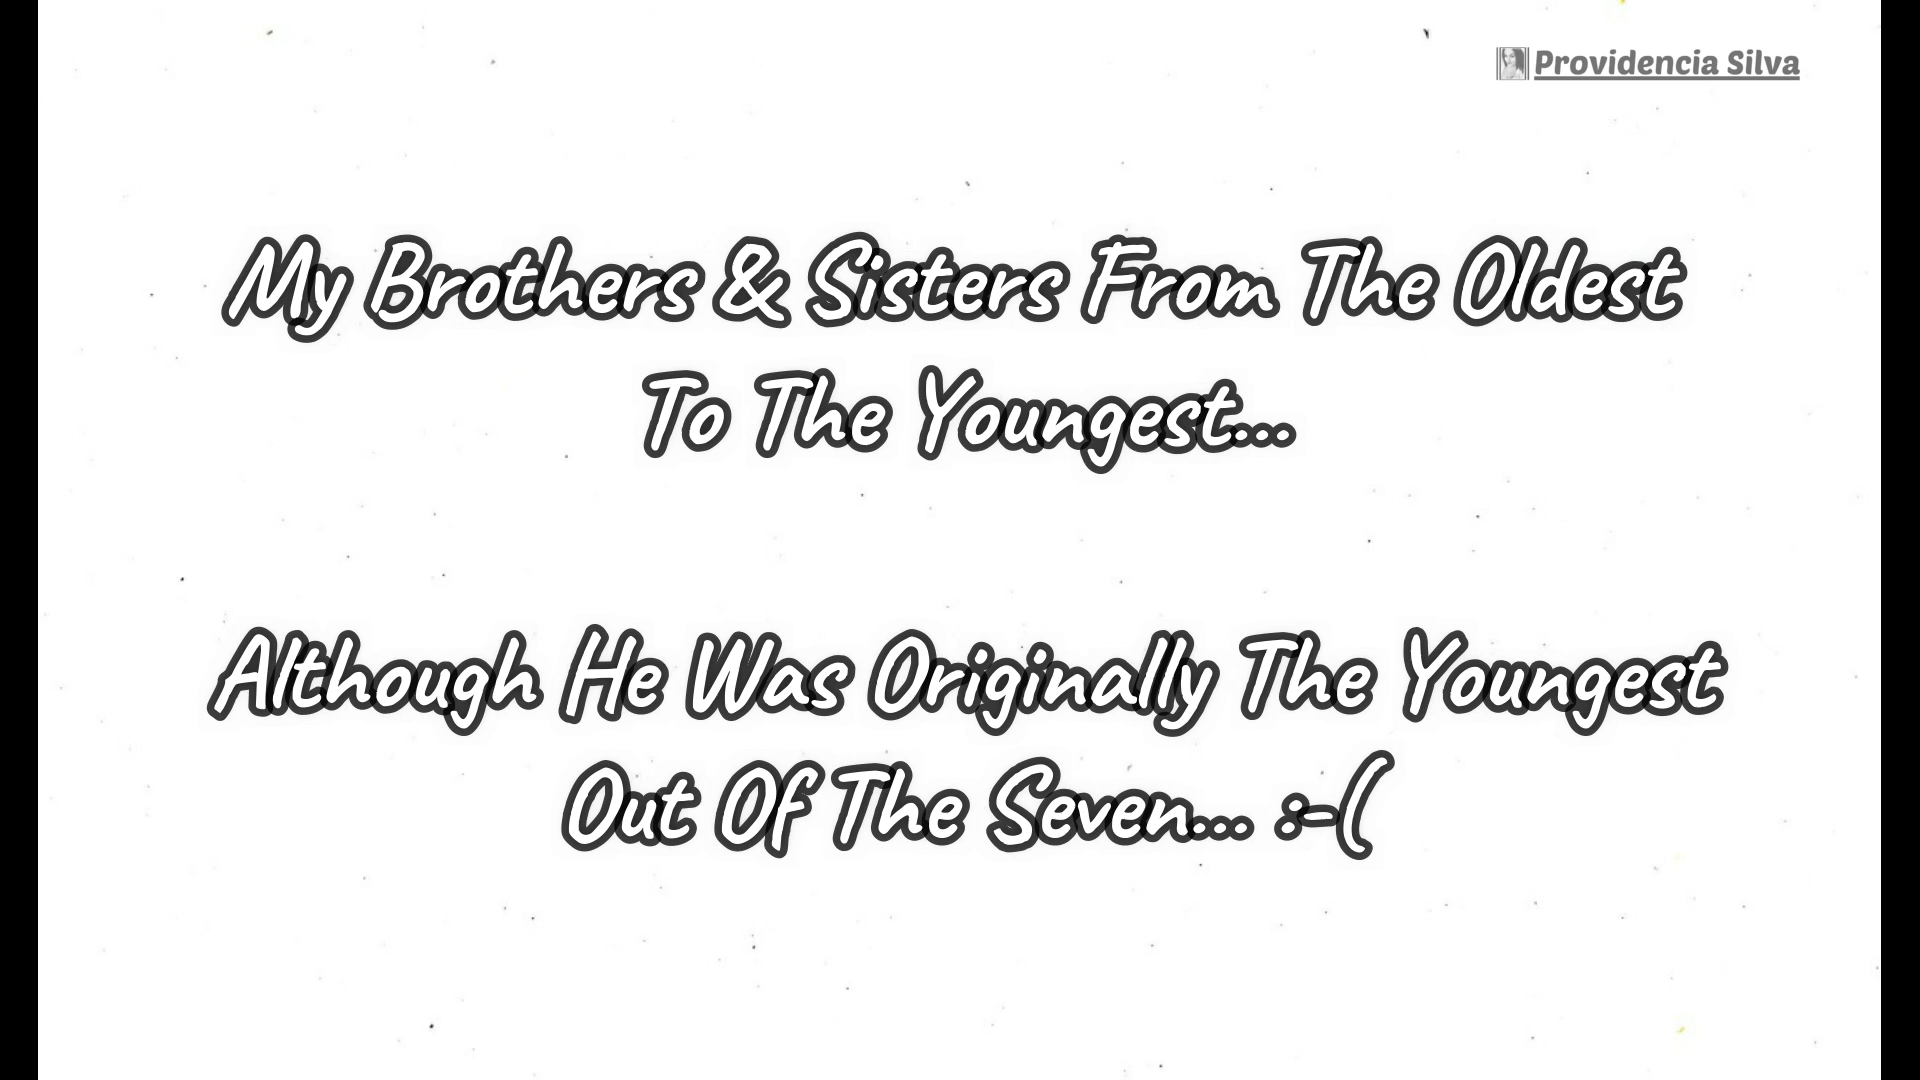 Providencia Silva
My Brothers & Sisters From The Oldest
To The Youngest...
Although He Was Originally The Youngest
Out Of The Seven... :-(